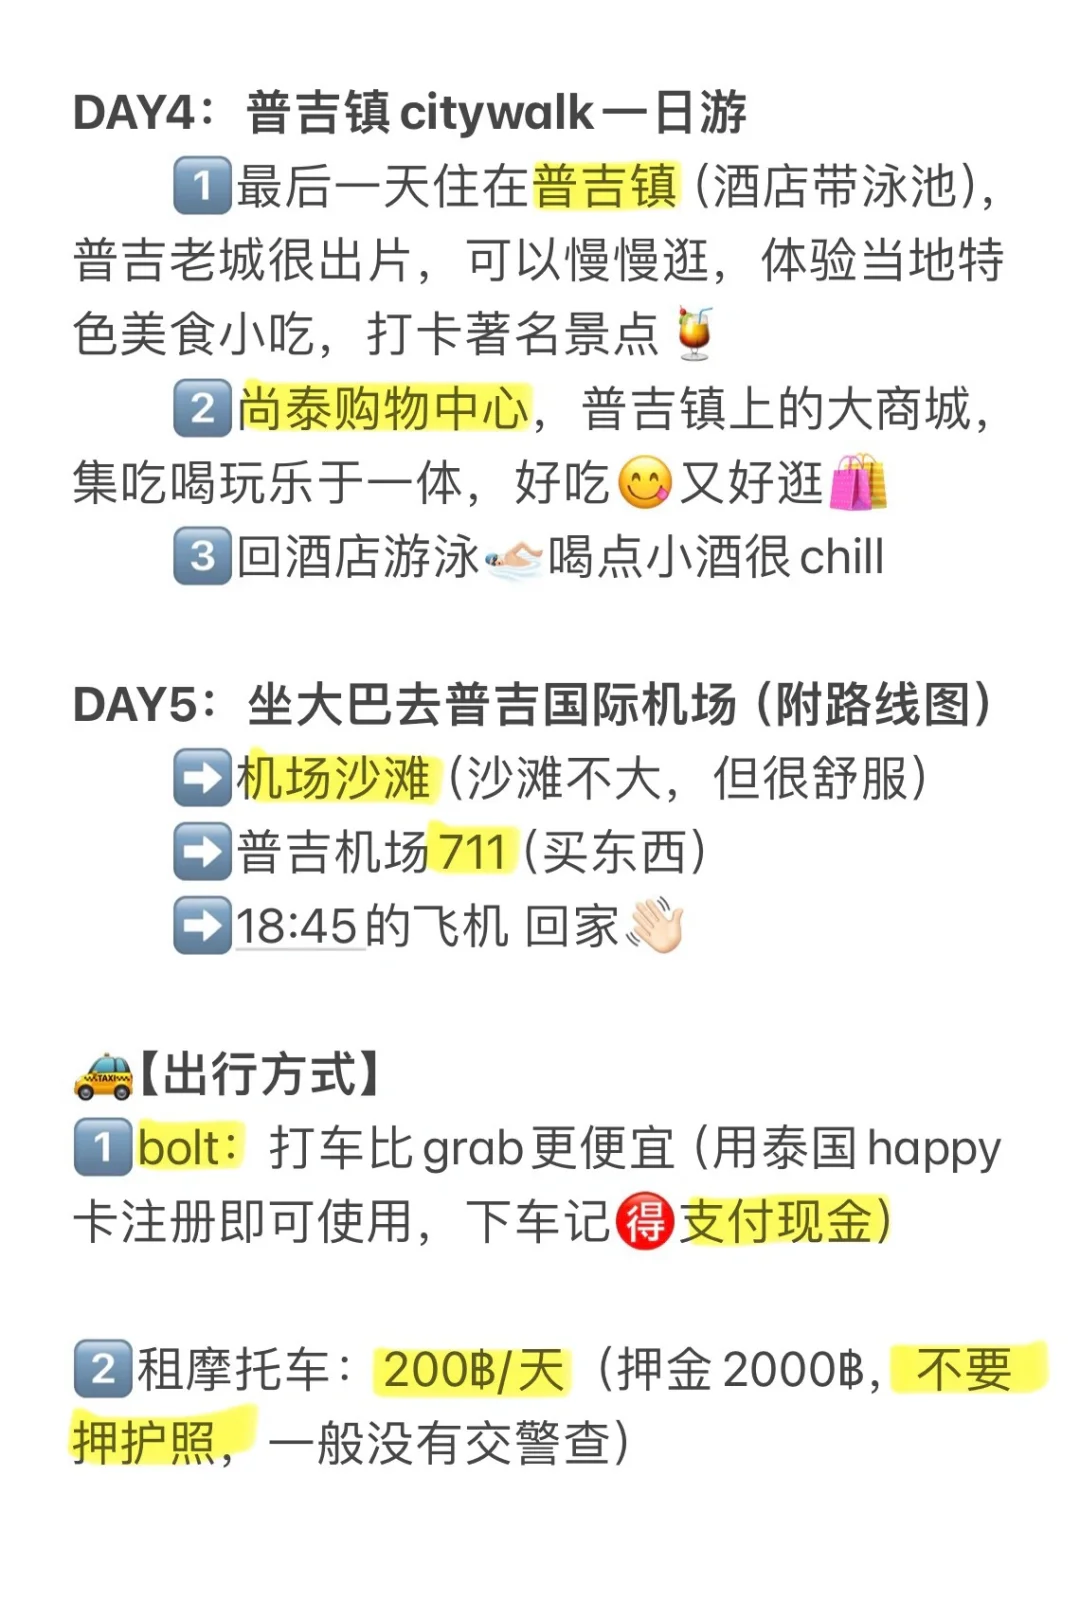 DAY4：普吉镇citywalk一日游
1️⃣最后一天住在普吉镇（酒店带泳池），
普吉老城很出片，可以慢慢逛，体验当地特
色美食小吃，打卡著名景点🍹
2️⃣尚泰购物中心，普吉镇上的大商城，
集吃喝玩乐于一体，好吃😋又好逛🛍️
3️⃣回酒店游泳🏊🏻喝点小酒很chill
DAY5：坐大巴去普吉国际机场（附路线图）
➡️机场沙滩（沙滩不大，但很舒服）
➡️普吉机场711（买东西）
➡️18:45的飞机 回家👋🏻
🚕【出行方式】
1️⃣bolt：打车比grab更便宜（用泰国happy
卡注册即可使用，下车记🉐支付现金）
2️⃣租摩托车：200฿/天（押金2000฿，不要
押护照，一般没有交警查）